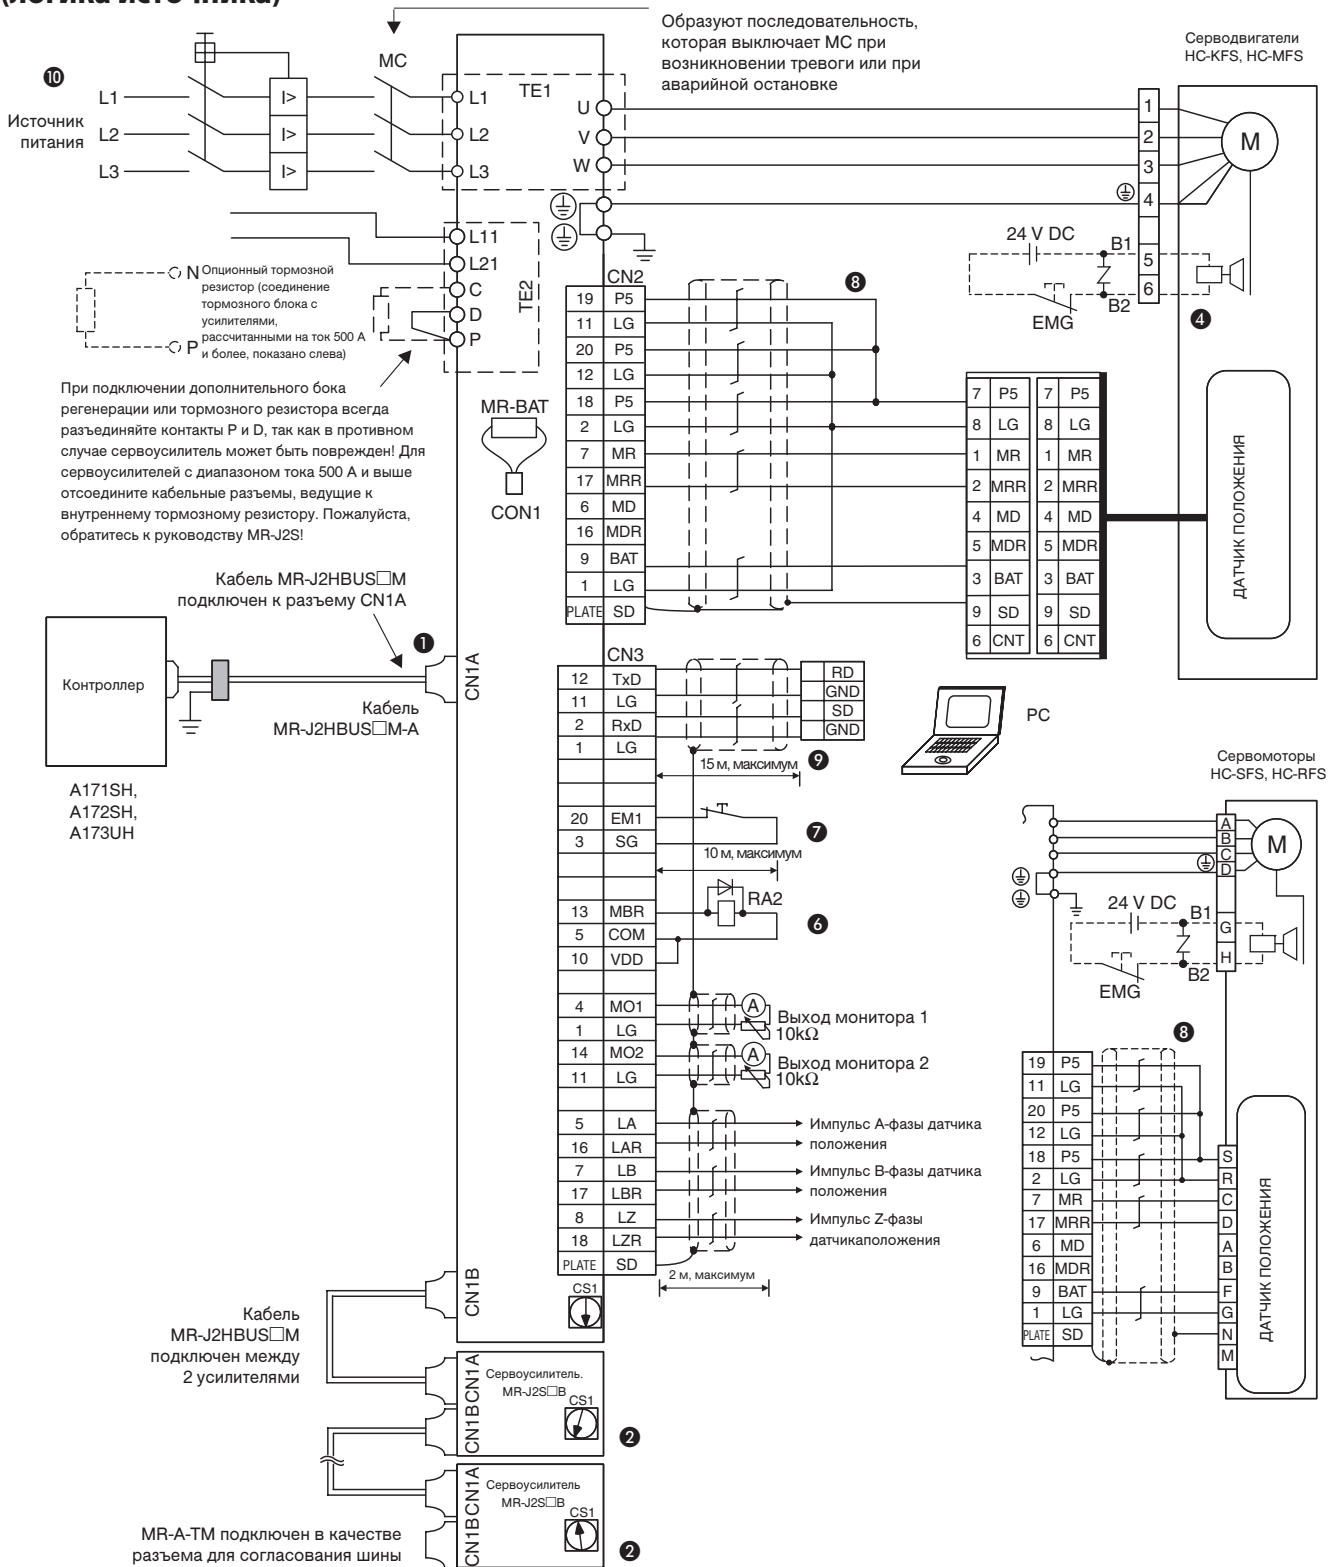 (логика источника)
Образуют последовательность,
которая выключает МС при
возникновении тревоги или при
аварийной остановке
Серводвигатели
HC-KFS, HC-MFS
10
MC
Источник
питания
L1
L2
L3
I>
I>
I>
L1
L2
L3
TE1
U
V
W
1
2
3
4
5
6
M
24 V DC
B1
B2
EMG
4
L11
L21
C
D
P
TE2
N
P
Опционный тормозной
резистор (соединение
тормозного блока с
усилителями,
рассчитанными на ток 500 А
и более, показано слева)
При подключении дополнительного бока
регенерации или тормозного резистора всегда
разъединяйте контакты P и D, так как в противном
случае сервоусилитель может быть поврежден! Для
сервоусилителей с диапазоном тока 500 А и выше
отсоедините кабельные разъемы, ведущие к
внутреннему тормозному резистору. Пожалуйста,
обратитесь к руководству MR-J2S!
MR-BAT
CON1
CN2
19 P5
11 LG
20 P5
12 LG
18 P5
2 LG
7 MR
17 MRR
6 MD
16 MDR
9 BAT
1 LG
PLATE SD
8
7 P5 7 P5
8 LG 8 LG
1 MR 1 MR
2 MRR 2 MRR
4 MD 4 MD
5 MDR 5 MDR
3 BAT 3 BAT
9 SD 9 SD
6 CNT 6 CNT
ДАТЧИК ПОЛОЖЕНИЯ
Кабель MR-J2HBUS□M
подключен к разъему CN1A
1
CN1A
Контроллер
Кабель
MR-J2HBUS□M-A
A171SH,
A172SH,
A173UH
CN3
12 TxD
11 LG
2 RxD
1 LG
20 EM1
3 SG
13 MBR
5 COM
10 VDD
4 MO1
1 LG
14 MO2
11 LG
5 LA
16 LAR
7 LB
17 LBR
8 LZ
18 LZR
PLATE SD
RD
GND
SD
GND
15 м, максимум
9
PC
7
10 м, максимум
RA2
6
A
Выход монитора 1
10kΩ
A
Выход монитора 2
10kΩ
Импульс А-фазы датчика
положения
Импульс В-фазы датчика
положения
Импульс Z-фазы
датчикаположения
2 м, максимум
Сервомоторы
HC-SFS, HC-RFS
A
B
C
D
G
H
M
24 V DC
B1
B2
EMG
8
19 P5
11 LG
20 P5
12 LG
18 P5
2 LG
7 MR
17 MRR
6 MD
16 MDR
9 BAT
1 LG
PLATE SD
S
R
C
D
A
B
F
G
N
M
ДАТЧИК ПОЛОЖЕНИЯ
CN1B
CS1
Кабель
MR-J2HBUS□M
подключен между
2 усилителями
CN1A
CN1B
Сервоусилитель.
MR-J2S□B
CS1
2
CN1A
CN1B
Сервоусилитель
MR-J2S□B
CS1
2
MR-A-TM подключен в качестве
разъема для согласования шины